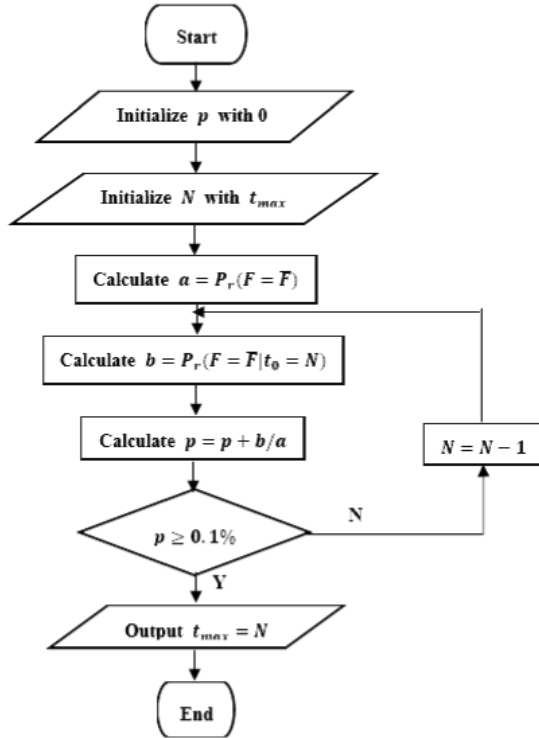 Start
Initialize p with 0
Initialize N with t_max
Calculate a = P_r(F = F̄)
Calculate b = P_r(F = F̄|t_0 = N)
Calculate p = p + b/a
N = N − 1
p ≥ 0.1%
N
Y
Output t_max = N
End